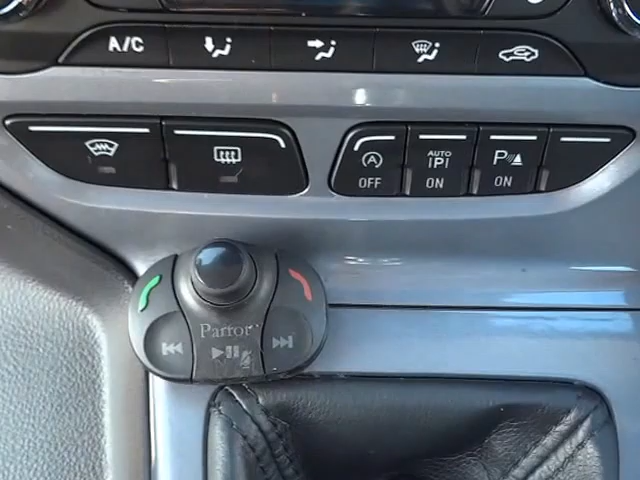 A/C
OFF
AUTO
(P)
ON
P
ON
Parrot